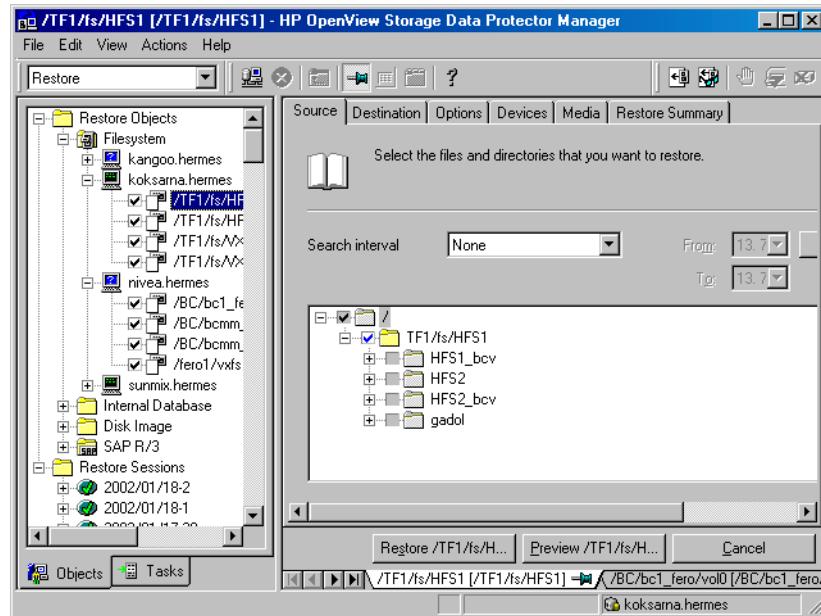 /TF1/fs/HFS1 [/TF1/fs/HFS1] - HP OpenView Storage Data Protector Manager
File Edit View Actions Help
Restore
Restore Objects
Filesystem
kangoo.hermes
koksarna.hermes
/TF1/fs/HF
/TF1/fs/HF
/TF1/fs/VX
/TF1/fs/VX
nivea.hermes
/BC/bc1_fe
/BC/bcmm_
/BC/bcmm_
/fero1/vxfs
sunmix.hermes
Internal Database
Disk Image
SAP R/3
Restore Sessions
2002/01/18-2
2002/01/18-1
Objects Tasks
Source Destination Options Devices Media Restore Summary
Select the files and directories that you want to restore.
Search interval None From: 13. 7
To: 13. 7
/
TF1/fs/HFS1
HFS1_bcv
HFS2
HFS2_bcv
gadol
Restore /TF1/fs/H... Preview /TF1/fs/H... Cancel
/TF1/fs/HFS1 [/TF1/fs/HFS1] /BC/bc1_fero/vol0 [/BC/bc1_fero.
koksarna.hermes